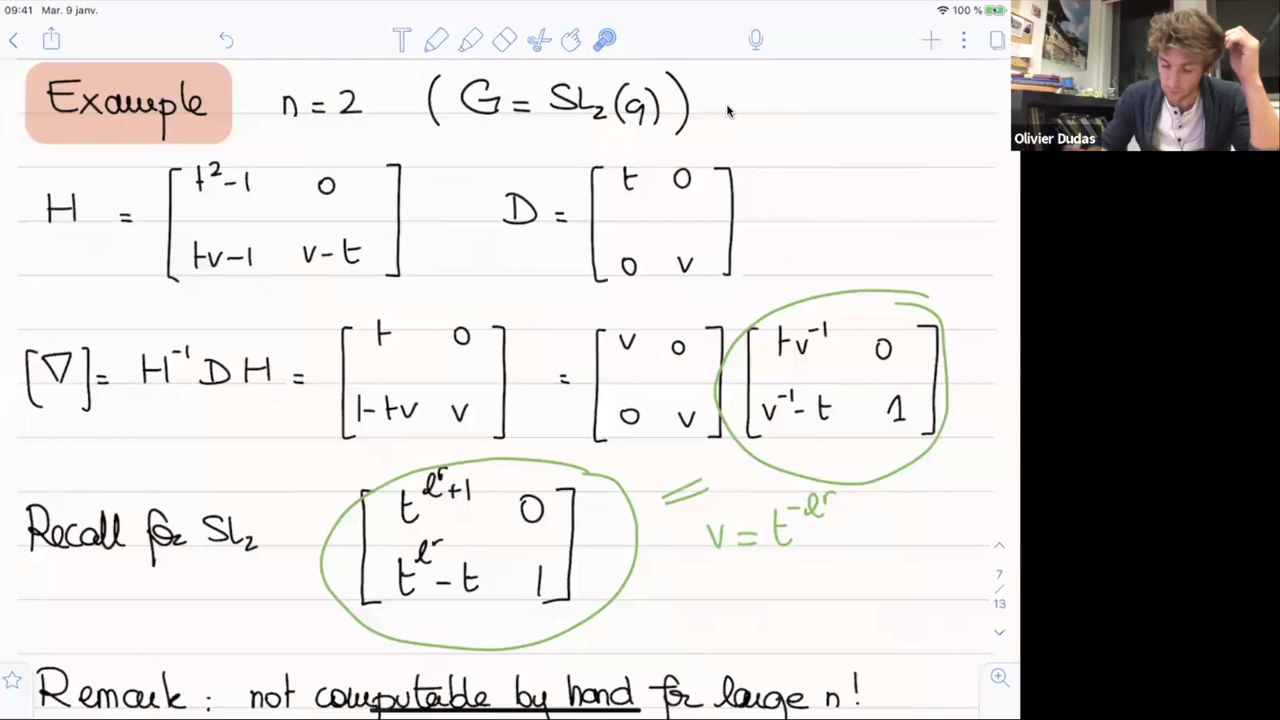 09:41 Mar. 9 janv. 100 %
Olivier Dudas
Example n = 2 ( G = SL₂(q) )
H = [ t²-1 0 ; tv-1 v-t ] D = [ t 0 ; 0 v ]
[∇] = H⁻¹ D H = [ t 0 ; 1-tv v ] = [ v 0 ; 0 v ] [ tv⁻¹ 0 ; v⁻¹-t 1 ]
Recall for SL₂ [ t^{ℓ^r+1} 0 ; t^{ℓ^r}-t 1 ] = v = t^{-ℓ^r}
7
/
13
Remark : not computable by hand for large n !